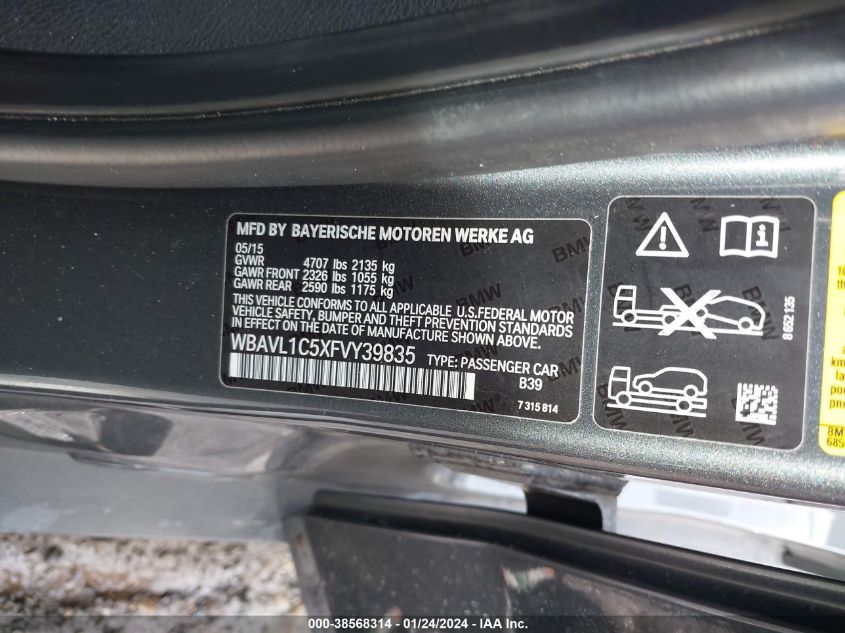 MFD BY BAYERISCHE MOTOREN WERKE AG
05/15
GVWR 4707 lbs 2135 kg
GAWR FRONT 2326 lbs 1055 kg
GAWR REAR 2590 lbs 1175 kg
THIS VEHICLE CONFORMS TO ALL APPLICABLE U.S.FEDERAL MOTOR
VEHICLE SAFETY, BUMPER AND THEFT PREVENTION STANDARDS
IN EFFECT ON THE DATE OF MANUFACTURE SHOWN ABOVE.
WBAVL1C5XFVY39835 TYPE: PASSENGER CAR
B39
7 315 814
8 652 135
BM
685
000-38568314 / 01/24/2024 / IAA Inc.